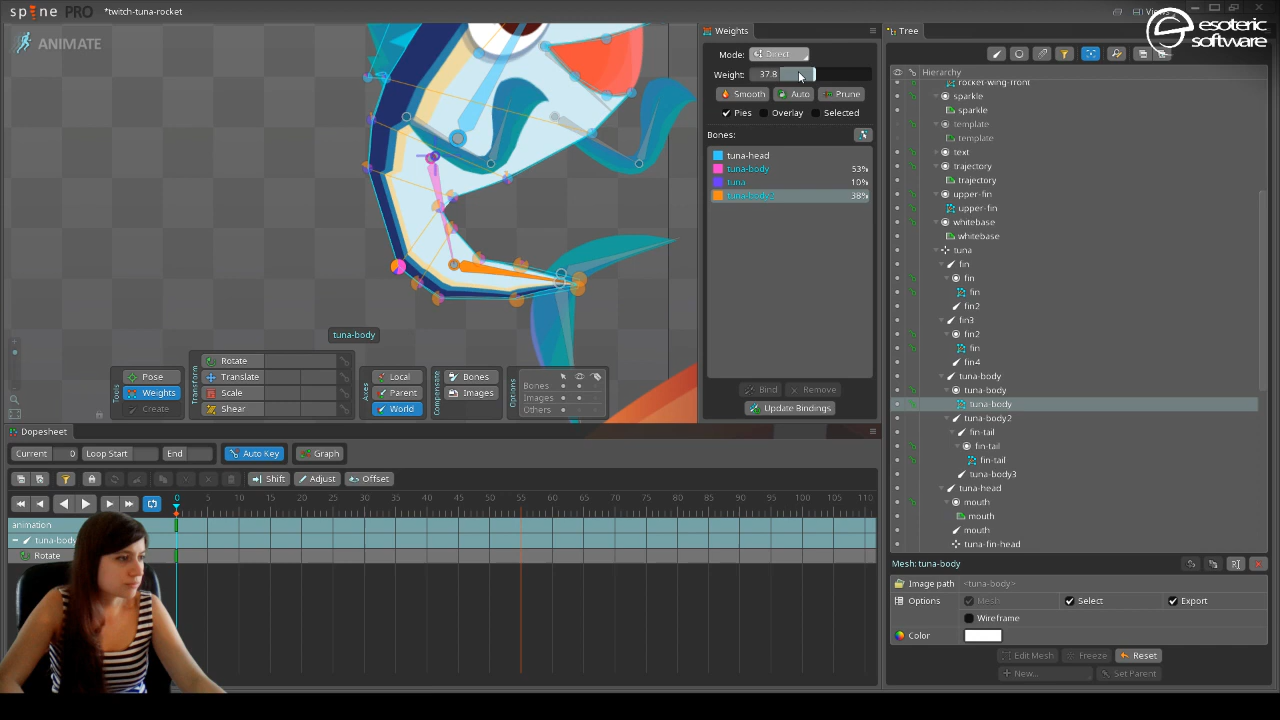 spine PRO *twitch-tuna-rocket
esoteric software
ANIMATE
Weights
Mode: Direct
Weight: 37.8
Smooth Auto Prune
Pies Overlay Selected
Bones:
tuna-head
tuna-body 53%
tuna 10%
tuna-body2 38%
Bind Remove
Update Bindings
tuna-body
Tools
Pose
Weights
Create
Transform
Rotate
Translate
Scale
Shear
Axes
Local
Parent
World
Compensate
Bones
Images
Options
Bones
Images
Others
Tree
Hierarchy
rocket-wing-front
sparkle
sparkle
template
template
text
trajectory
trajectory
upper-fin
upper-fin
whitebase
whitebase
tuna
fin
fin
fin
fin2
fin3
fin2
fin
fin4
tuna-body
tuna-body
tuna-body
tuna-body2
fin-tail
fin-tail
fin-tail
tuna-body3
tuna-head
mouth
mouth
mouth
tuna-fin-head
Mesh: tuna-body
Image path <tuna-body>
Options Mesh Select Export
Wireframe
Color
Edit Mesh Freeze Reset
New... Set Parent
Dopesheet
Current 0 Loop Start End Auto Key Graph
Shift Adjust Offset
0 5 10 15 20 25 30 35 40 45 50 55 60 65 70 75 80 85 90 95 100 105 110
animation
tuna-body
Rotate